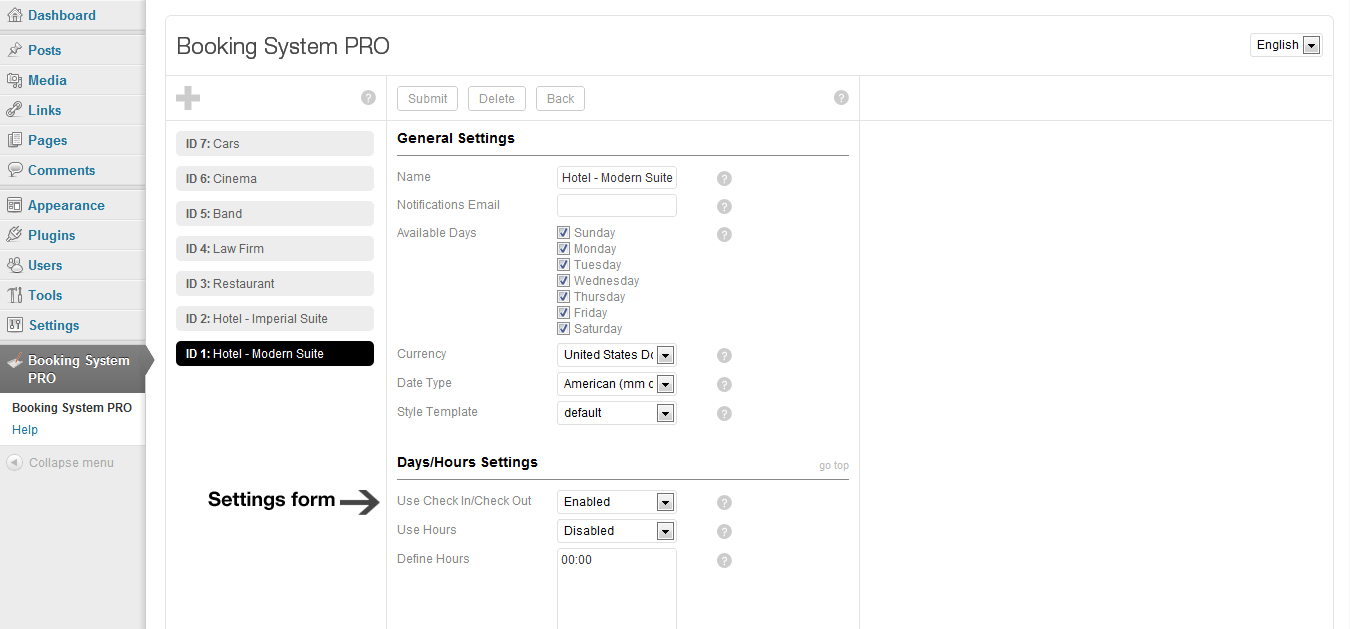 Dashboard
Posts
Media
Links
Pages
Comments
Appearance
Plugins
Users
Tools
Settings
Booking System
PRO
Booking System PRO
Help
Collapse menu
Booking System PRO
English
ID 7: Cars
ID 6: Cinema
ID 5: Band
ID 4: Law Firm
ID 3: Restaurant
ID 2: Hotel - Imperial Suite
ID 1: Hotel - Modern Suite
Settings form
? ?
Submit Delete Back
General Settings
Name Hotel - Modern Suite ?
Notifications Email ?
Available Days Sunday ?
Monday
Tuesday
Wednesday
Thursday
Friday
Saturday
Currency United States Do ?
Date Type American (mm d ?
Style Template default ?
Days/Hours Settings go top
Use Check In/Check Out Enabled ?
Use Hours Disabled ?
Define Hours 00:00 ?